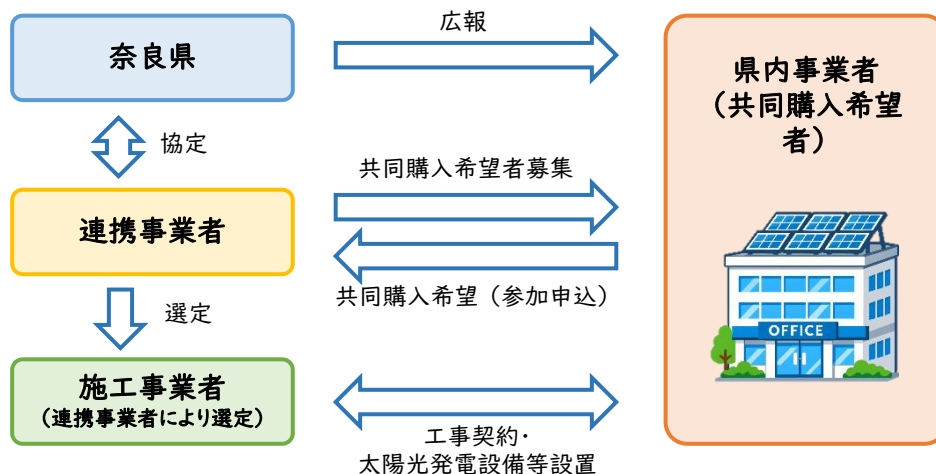 広報
奈良県
県内事業者
（共同購入希望
者）
協定
共同購入希望者募集
連携事業者
共同購入希望（参加申込）
選定
OFFICE
施工事業者
（連携事業者により選定）
工事契約・
太陽光発電設備等設置